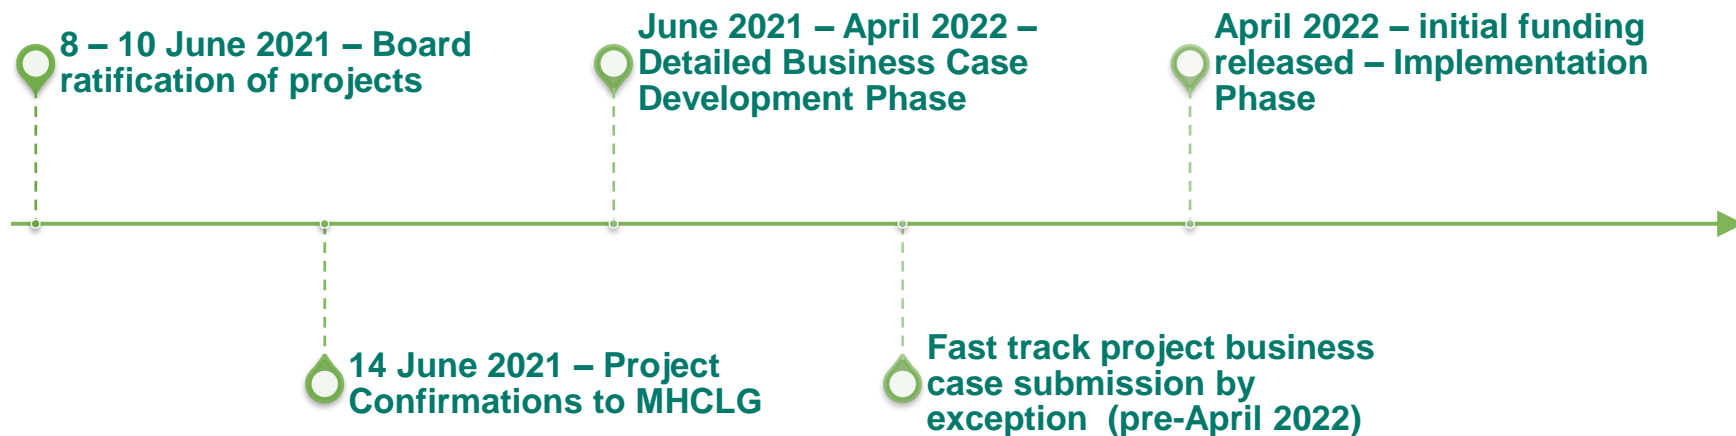 8 – 10 June 2021 – Board
ratification of projects
14 June 2021 – Project
Confirmations to MHCLG
June 2021 – April 2022 –
Detailed Business Case
Development Phase
Fast track project business
case submission by
exception  (pre-April 2022)
April 2022 – initial funding
released – Implementation
Phase